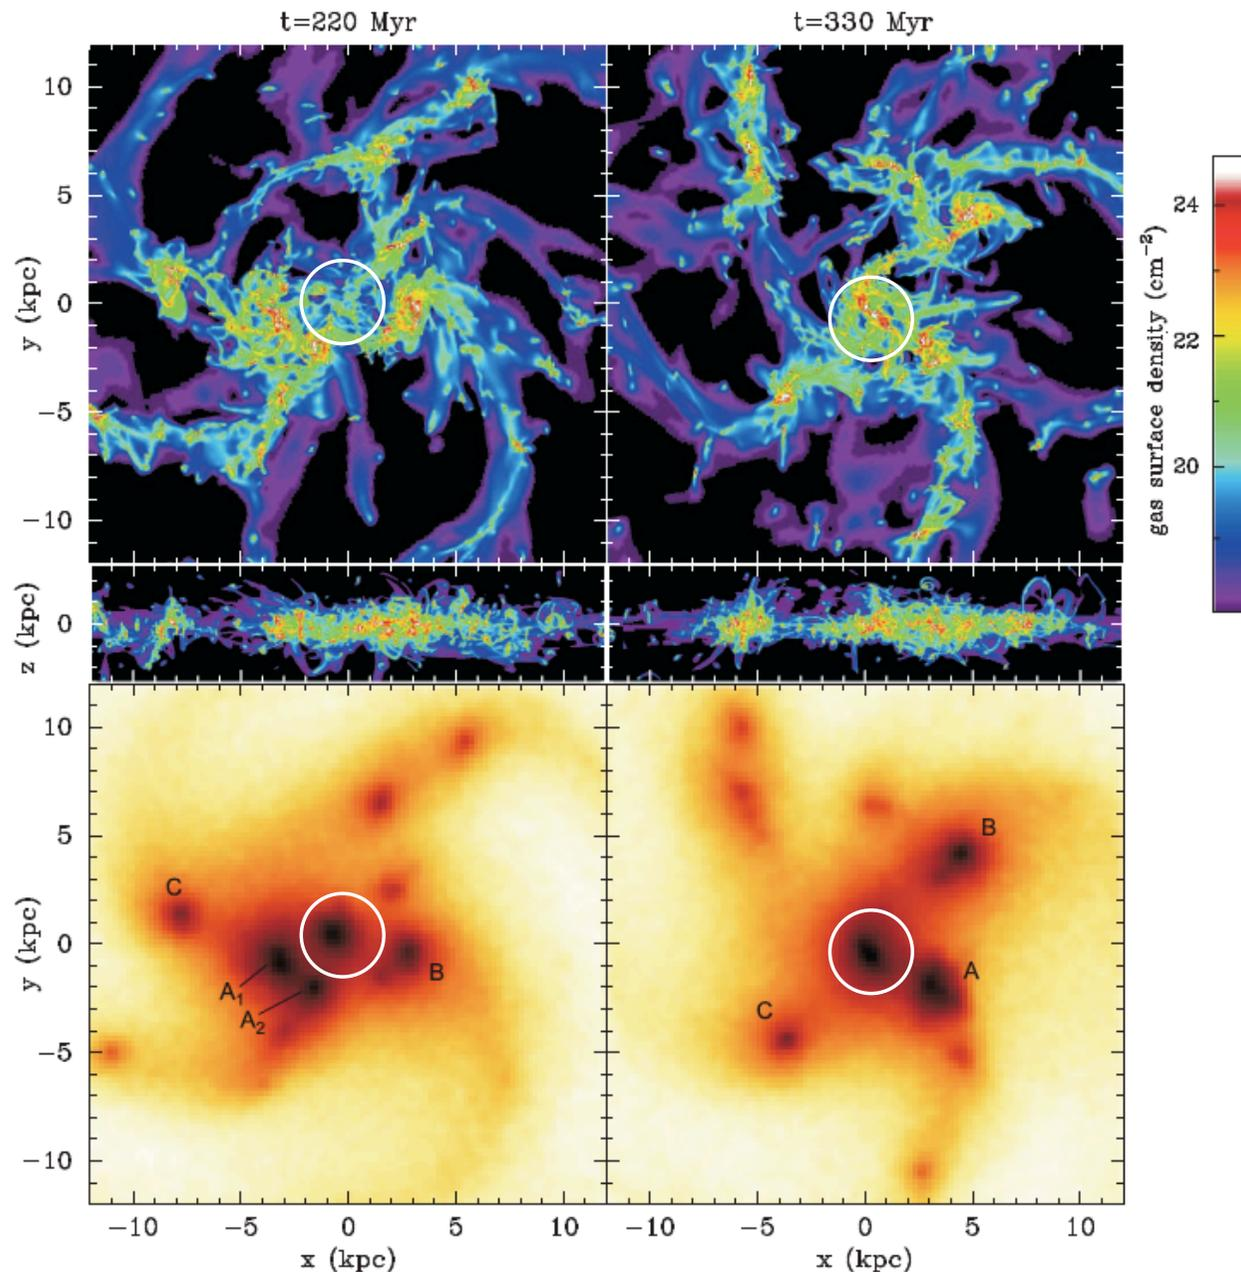 t=220 Myr
t=330 Myr
10
5
0
−5
−10
y (kpc)
24
22
20
gas surface density (cm−2)
0
z (kpc)
10
5
0
−5
−10
y (kpc)
C
A1
A2
B
B
A
C
−10 −5 0 5 10
−10 −5 0 5 10
x (kpc)
x (kpc)